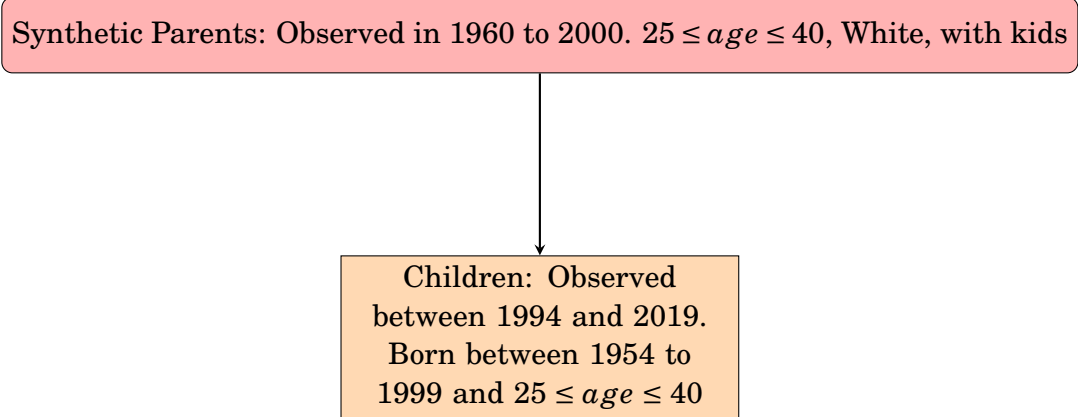 Synthetic Parents: Observed in 1960 to 2000. 25 ≤ age ≤ 40, White, with kids
Children: Observed
between 1994 and 2019.
Born between 1954 to
1999 and 25 ≤ age ≤ 40